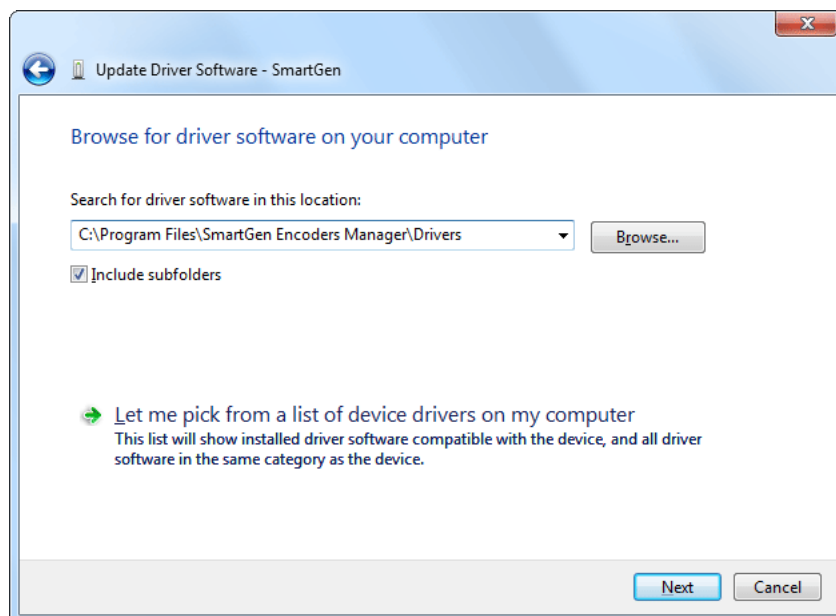 Update Driver Software - SmartGen
Browse for driver software on your computer
Search for driver software in this location:
C:\Program Files\SmartGen Encoders Manager\Drivers
Browse...
Include subfolders
Let me pick from a list of device drivers on my computer
This list will show installed driver software compatible with the device, and all driver
software in the same category as the device.
Next
Cancel